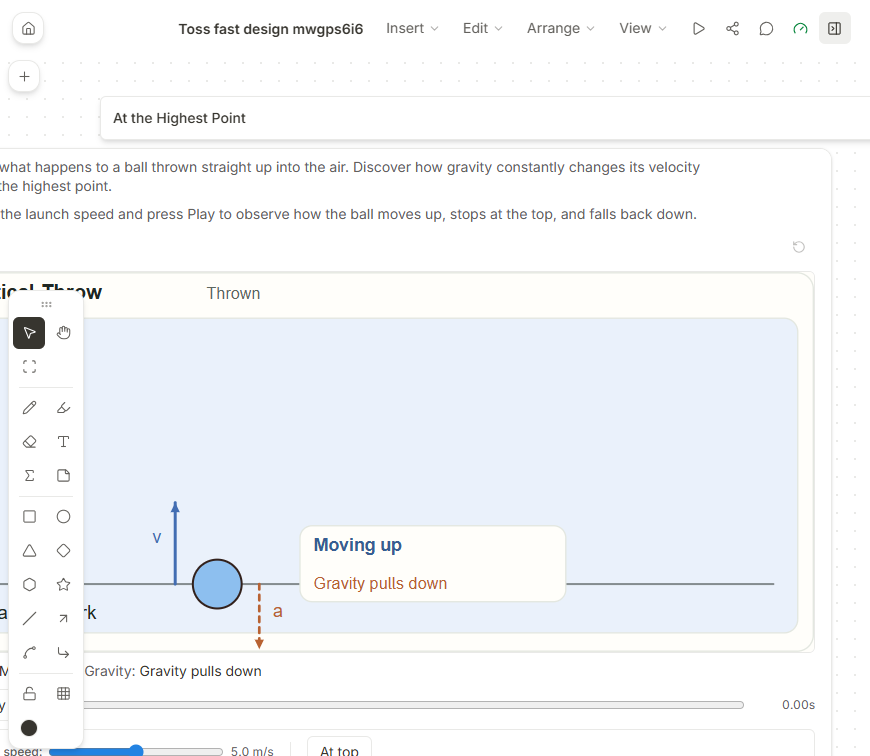 Toss fast design mwgps6i6 Insert Edit Arrange View
At the Highest Point
what happens to a ball thrown straight up into the air. Discover how gravity constantly changes its velocity
the highest point.
the launch speed and press Play to observe how the ball moves up, stops at the top, and falls back down.
Throw Thrown
v
Moving up
Gravity pulls down
a
Gravity: Gravity pulls down
0.00s
speed: 5.0 m/s At top